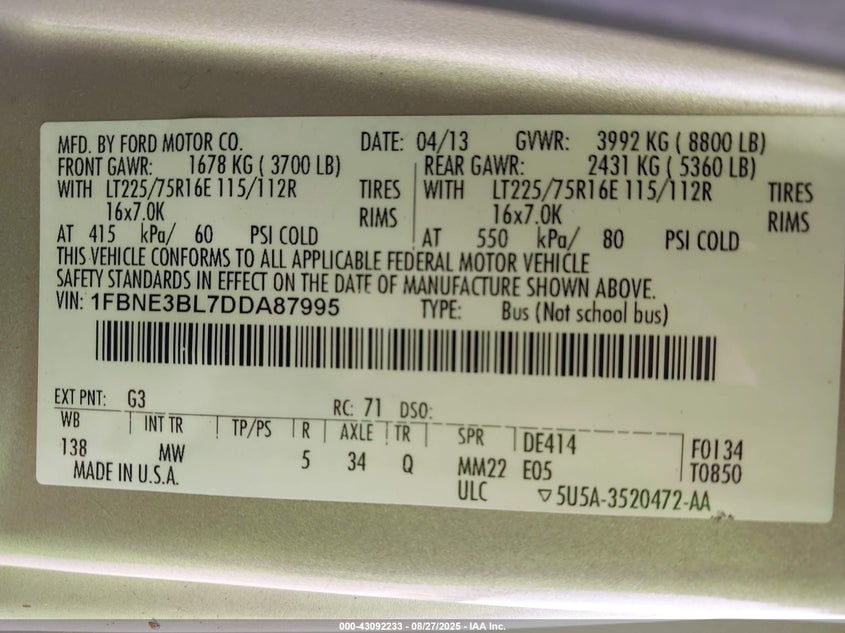 MFD. BY FORD MOTOR CO. DATE: 04/13 GVWR: 3992 KG ( 8800 LB)
FRONT GAWR: 1678 KG ( 3700 LB) REAR GAWR: 2431 KG ( 5360 LB)
WITH LT225/75R16E 115/112R TIRES WITH LT225/75R16E 115/112R TIRES
16x7.0K RIMS 16x7.0K RIMS
AT 415 kPa/ 60 PSI COLD AT 550 kPa/ 80 PSI COLD
THIS VEHICLE CONFORMS TO ALL APPLICABLE FEDERAL MOTOR VEHICLE
SAFETY STANDARDS IN EFFECT ON THE DATE OF MANUFACTURE SHOWN ABOVE.
VIN: 1FBNE3BL7DDA87995 TYPE: Bus (Not school bus)
EXT PNT: G3 RC: 71 DSO:
WB INT TR TP/PS R AXLE TR SPR DE414 F0134
138 MW 5 34 Q MM22 E05 T0850
MADE IN U.S.A. ULC ▽5U5A-3520472-AA
000-43092233 - 08/27/2025 - IAA Inc.